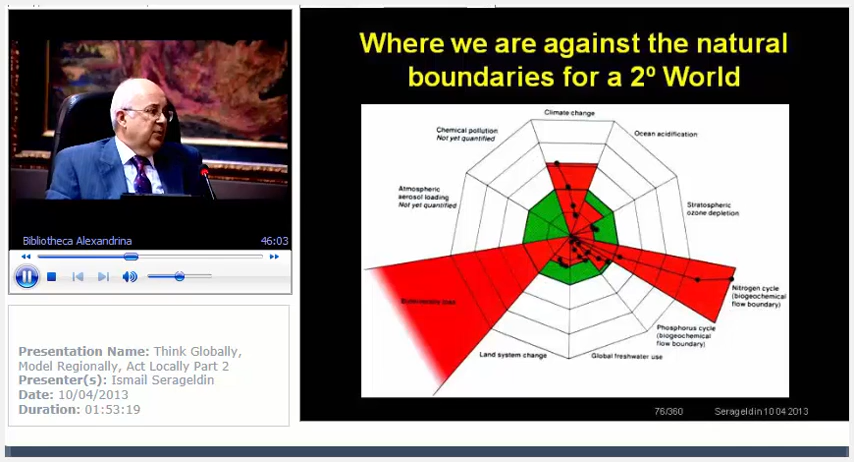 Where we are against the natural
boundaries for a 2º World
Climate change
Ocean acidification
Chemical pollution
Not yet quantified
Atmospheric
aerosol loading
Not yet quantified
Stratospheric
ozone depletion
Biodiversity loss
Nitrogen cycle
(biogeochemical
flow boundary)
Phosphorus cycle
(biogeochemical
flow boundary)
Land system change
Global freshwater use
76/360
Serageldin 10 04 2013
Bibliotheca Alexandrina
46:03
Presentation Name: Think Globally,
Model Regionally, Act Locally Part 2
Presenter(s): Ismail Serageldin
Date: 10/04/2013
Duration: 01:53:19